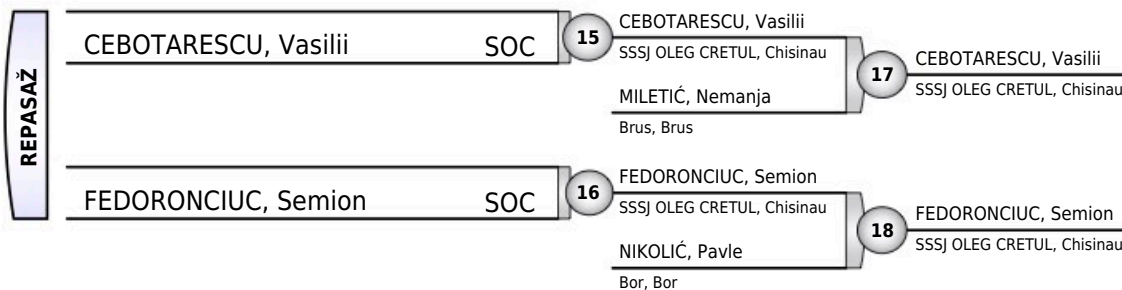 REPASAŽ
CEBOTARESCU, Vasilii SOC
15
CEBOTARESCU, Vasilii
SSSJ OLEG CRETUL, Chisinau
MILETIĆ, Nemanja
Brus, Brus
17
CEBOTARESCU, Vasilii
SSSJ OLEG CRETUL, Chisinau
FEDORONCIUC, Semion SOC
16
FEDORONCIUC, Semion
SSSJ OLEG CRETUL, Chisinau
NIKOLIĆ, Pavle
Bor, Bor
18
FEDORONCIUC, Semion
SSSJ OLEG CRETUL, Chisinau